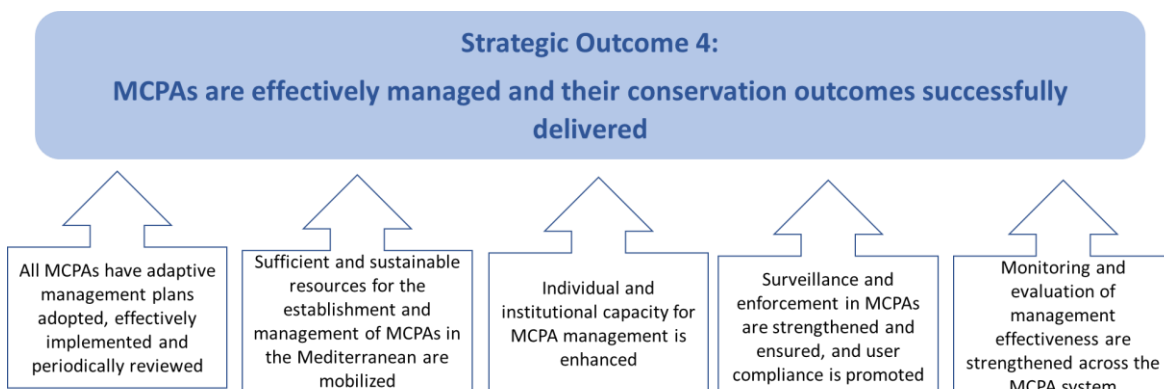 Strategic Outcome 4:
MCPAs are effectively managed and their conservation outcomes successfully
delivered
All MCPAs have adaptive
management plans
adopted, effectively
implemented and
periodically reviewed
Sufficient and sustainable
resources for the
establishment and
management of MCPAs in
the Mediterranean are
mobilized
Individual and
institutional capacity for
MCPA management is
enhanced
Surveillance and
enforcement in MCPAs
are strengthened and
ensured, and user
compliance is promoted
Monitoring and
evaluation of
management
effectiveness are
strengthened across the
MCPA system